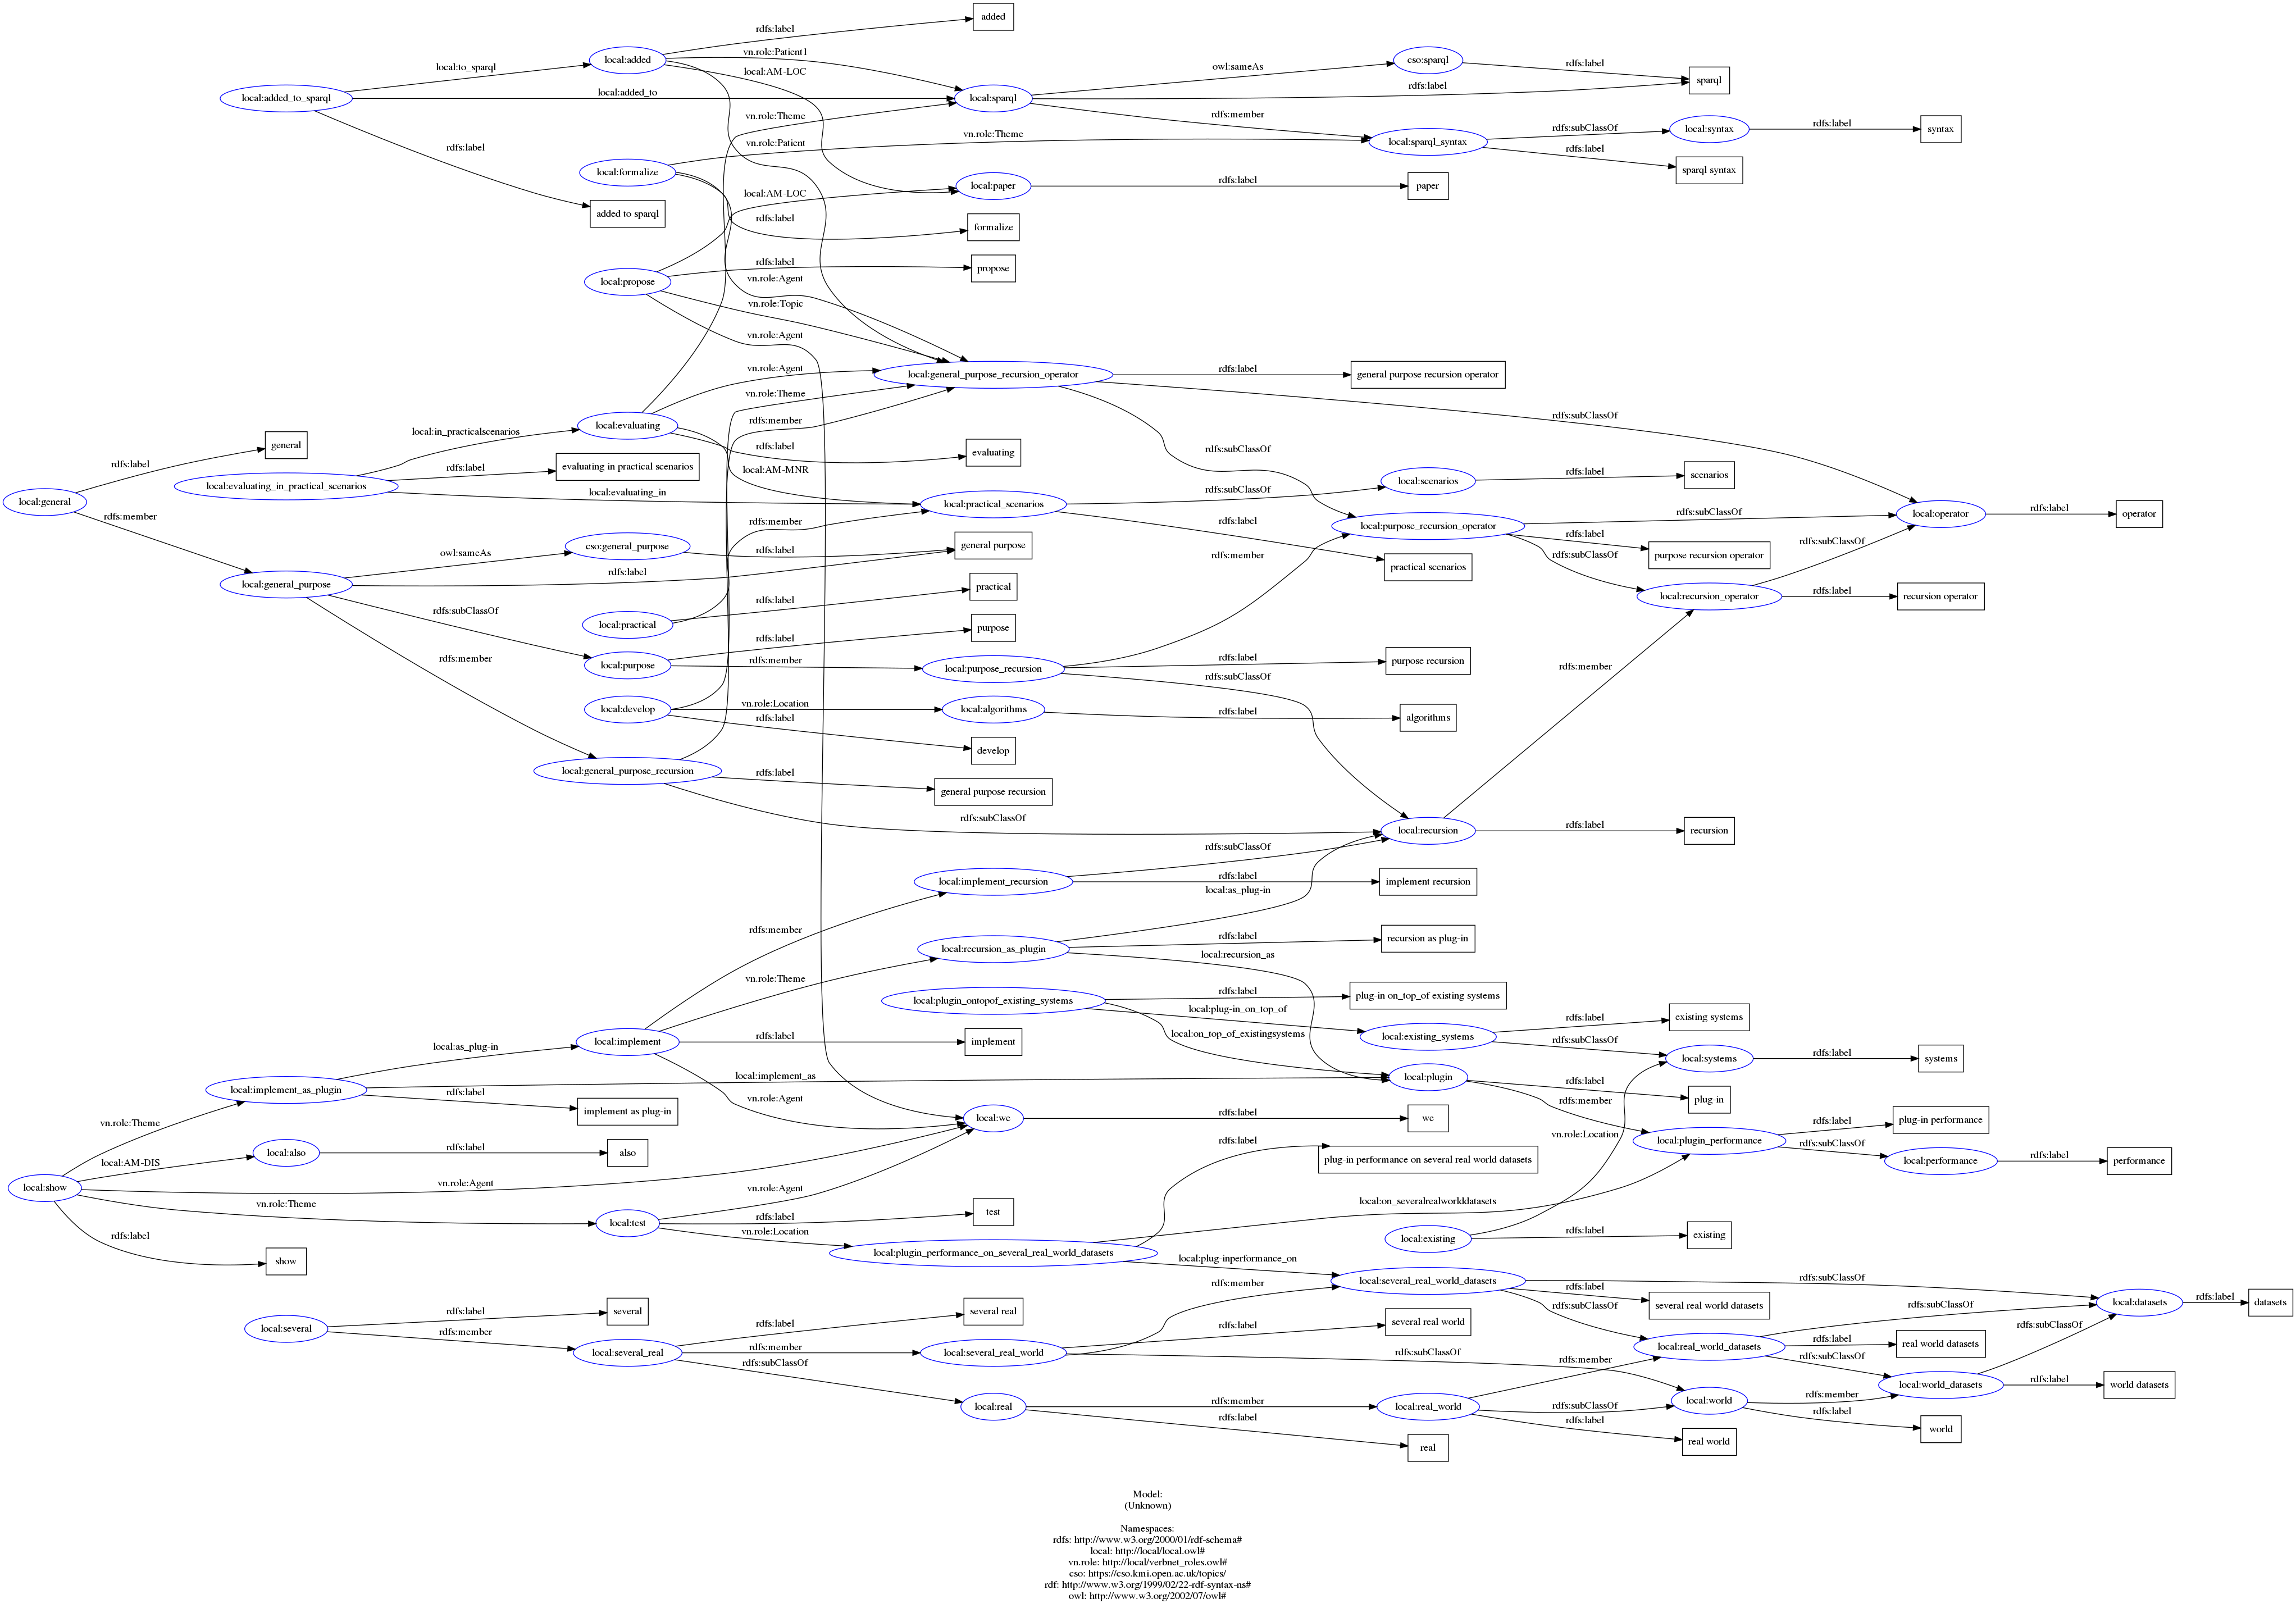 added
rdfs:label
local:added
vn.role:Patient1
local:to_sparql
local:AM-LOC
owl:sameAs
cso:sparql
rdfs:label
sparql
local:added_to_sparql
local:added_to
local:sparql
rdfs:label
rdfs:member
vn.role:Theme
vn.role:Theme
local:sparql_syntax
rdfs:subClassOf
local:syntax
rdfs:label
syntax
rdfs:label
vn.role:Patient
rdfs:label
sparql syntax
local:formalize
local:AM-LOC
local:paper
rdfs:label
paper
added to sparql
rdfs:label
formalize
local:propose
rdfs:label
propose
vn.role:Agent
vn.role:Topic
vn.role:Agent
vn.role:Agent
local:general_purpose_recursion_operator
rdfs:label
general purpose recursion operator
vn.role:Theme
rdfs:subClassOf
local:in_practicalscenarios
local:evaluating
rdfs:member
rdfs:label
general
rdfs:label
evaluating
rdfs:subClassOf
rdfs:label
evaluating in practical scenarios
local:AM-MNR
local:scenarios
rdfs:label
scenarios
local:evaluating_in_practical_scenarios
local:evaluating_in
rdfs:subClassOf
local:general
local:practical_scenarios
rdfs:member
rdfs:member
rdfs:label
local:purpose_recursion_operator
rdfs:subClassOf
local:operator
rdfs:label
operator
owl:sameAs
cso:general_purpose
rdfs:label
general purpose
rdfs:member
practical scenarios
rdfs:label
purpose recursion operator
rdfs:subClassOf
rdfs:subClassOf
local:general_purpose
rdfs:label
rdfs:label
practical
local:recursion_operator
rdfs:label
recursion operator
rdfs:subClassOf
local:practical
rdfs:label
purpose
rdfs:member
local:purpose
rdfs:member
local:purpose_recursion
rdfs:label
purpose recursion
rdfs:subClassOf
rdfs:member
local:develop
vn.role:Location
local:algorithms
rdfs:label
algorithms
rdfs:label
develop
local:general_purpose_recursion
rdfs:label
general purpose recursion
rdfs:subClassOf
local:recursion
rdfs:label
recursion
rdfs:subClassOf
local:implement_recursion
rdfs:label
implement recursion
local:as_plug-in
rdfs:member
local:recursion_as_plugin
rdfs:label
recursion as plug-in
local:recursion_as
vn.role:Theme
local:plugin_ontopof_existing_systems
rdfs:label
plug-in on_top_of existing systems
local:plug-in_on_top_of
rdfs:label
existing systems
local:on_top_of_existingsystems
local:existing_systems
rdfs:subClassOf
local:as_plug-in
local:implement
rdfs:label
implement
local:systems
rdfs:label
systems
local:implement_as
local:plugin
rdfs:label
plug-in
local:implement_as_plugin
rdfs:label
implement as plug-in
vn.role:Agent
rdfs:member
vn.role:Theme
local:we
rdfs:label
we
rdfs:label
plug-in performance
vn.role:Location
local:plugin_performance
rdfs:subClassOf
local:also
rdfs:label
also
rdfs:label
plug-in performance on several real world datasets
local:performance
rdfs:label
performance
local:AM-DIS
local:show
vn.role:Agent
vn.role:Agent
vn.role:Theme
local:on_severalrealworlddatasets
local:test
rdfs:label
test
vn.role:Location
local:existing
rdfs:label
existing
rdfs:label
show
local:plugin_performance_on_several_real_world_datasets
local:plug-inperformance_on
local:several_real_world_datasets
rdfs:subClassOf
rdfs:label
several real world datasets
rdfs:member
rdfs:subClassOf
local:datasets
rdfs:label
datasets
rdfs:label
several
rdfs:label
several real
rdfs:label
several real world
rdfs:subClassOf
local:several
rdfs:member
local:several_real
rdfs:member
local:several_real_world
rdfs:subClassOf
local:real_world_datasets
rdfs:label
real world datasets
rdfs:subClassOf
rdfs:subClassOf
rdfs:subClassOf
rdfs:member
local:world_datasets
rdfs:label
world datasets
local:real
rdfs:member
local:real_world
rdfs:subClassOf
local:world
rdfs:member
rdfs:label
real
rdfs:label
real world
rdfs:label
world
Model:
(Unknown)
Namespaces:
rdfs: http://www.w3.org/2000/01/rdf-schema#
local: http://local/local.owl#
vn.role: http://local/verbnet_roles.owl#
cso: https://cso.kmi.open.ac.uk/topics/
rdf: http://www.w3.org/1999/02/22-rdf-syntax-ns#
owl: http://www.w3.org/2002/07/owl#